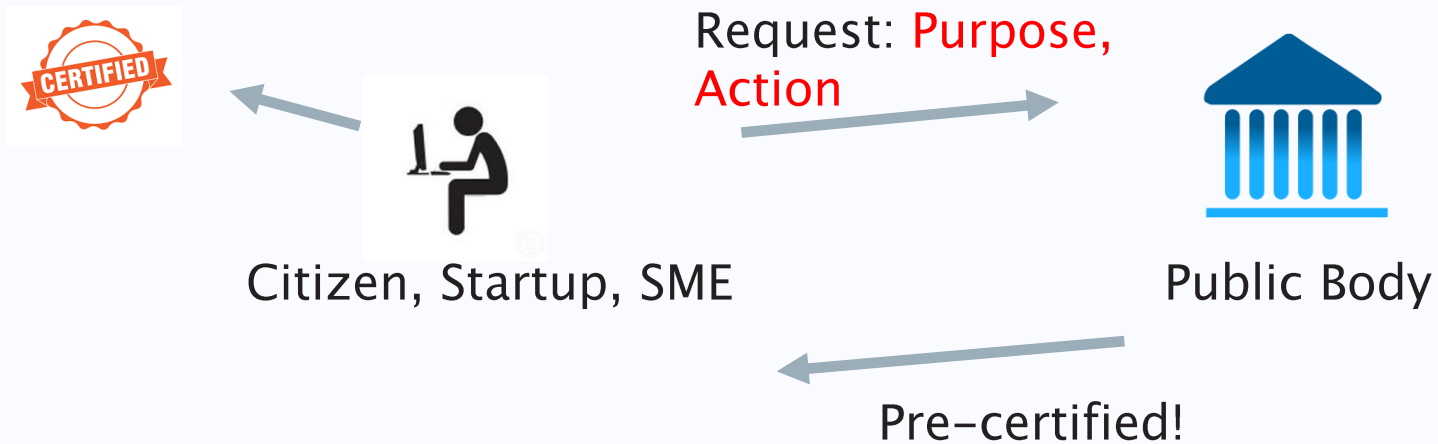 CERTIFIED
Request: Purpose,
Action
Citizen, Startup, SME
Public Body
Pre-certified!